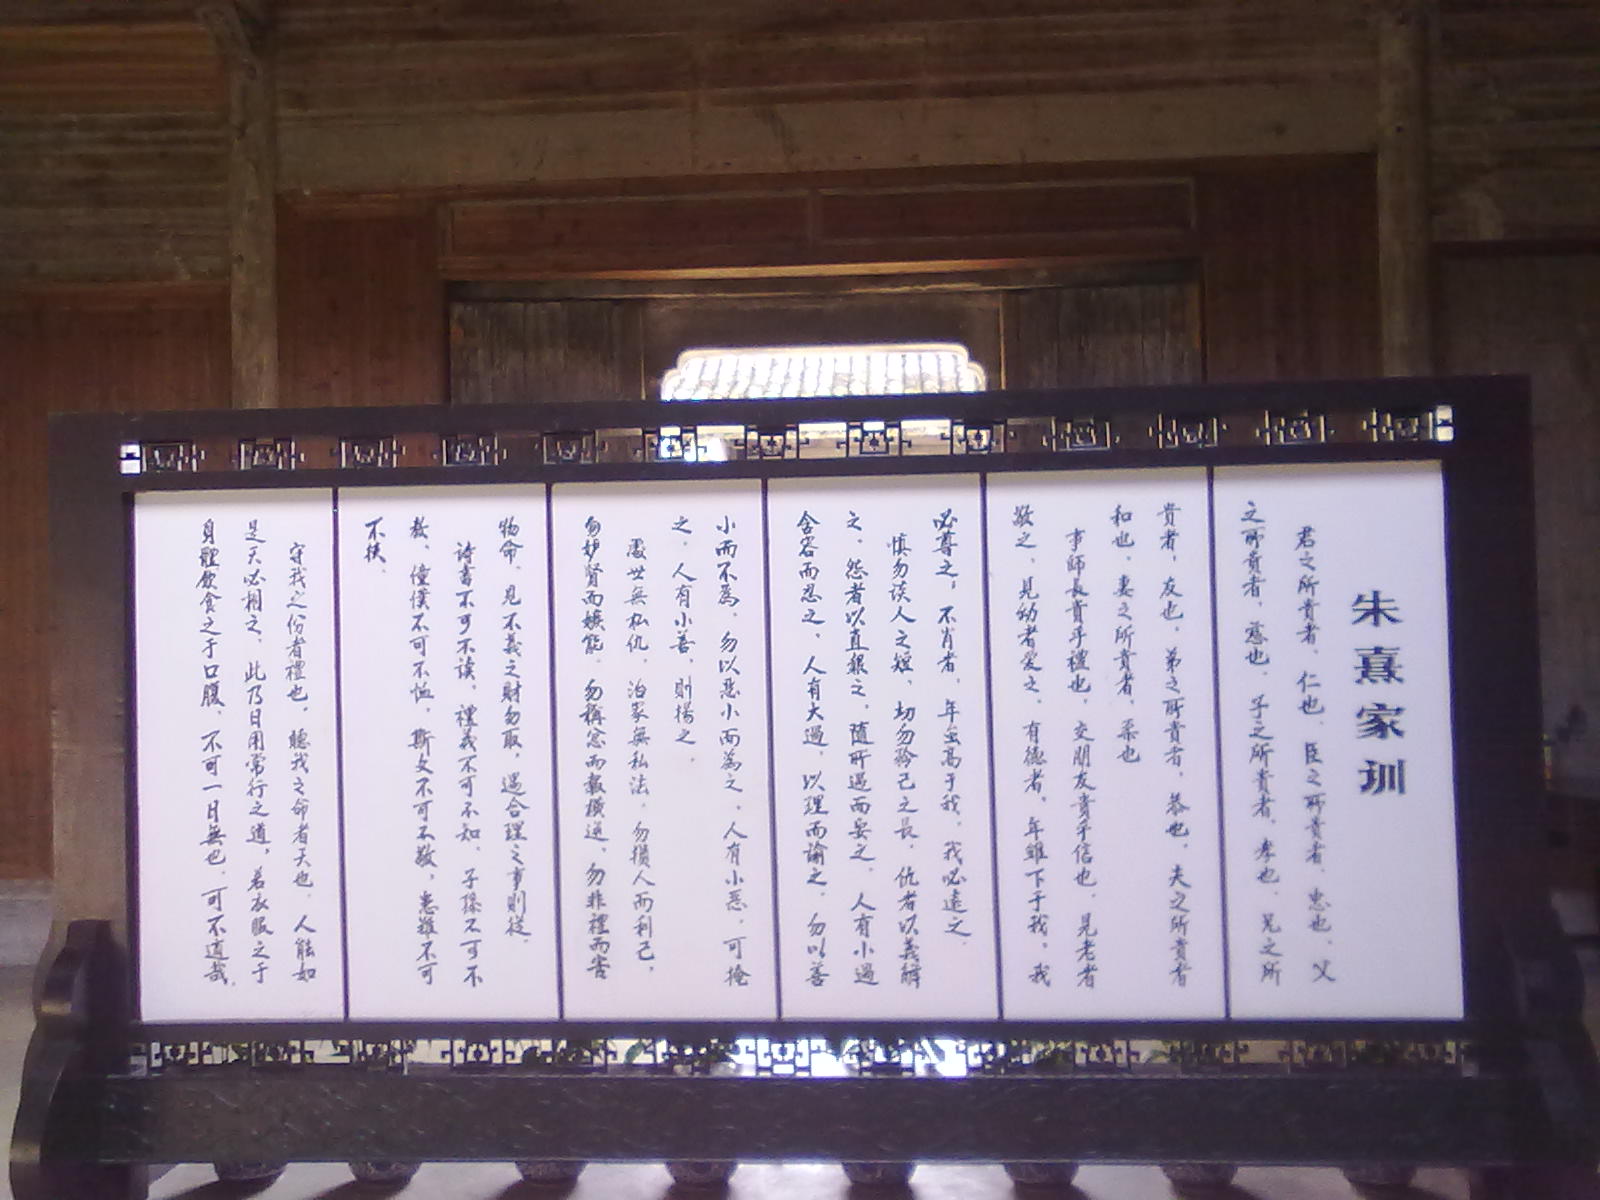 朱熹家训
君之所貴者，仁也，臣之所貴者，忠也，父
之所貴者，慈也，子之所貴者，孝也，兄之所
貴者，友也，弟之所貴者，恭也，夫之所貴者
和也，妻之所貴者，柔也
事師長貴乎禮也，交朋友貴乎信也，見老者
敬之，見幼者爱之，有德者，年雖下于我，我
必尊之；不肖者，年虽高于我，我必遠之。
慎勿谈人之短，切勿矜己之長，仇者以義解
之，怨者以直報之，随所遇而安之，人有小過
含容而忍之，人有大過，以理而諭之，勿以善
小而不為，勿以恶小而為之，人有小恶，可掩
之，人有小善，則揚之。
處世無私仇，治家無私法，勿損人而利己，
勿妒賢而嫉能，勿稱忿而報橫逆，勿非禮而害
物命，見不義之財勿取，遇合理之事則從。
詩書不可不读，禮義不可不知，子孫不可不
教，僮僕不可不恤，斯文不可不敬，患難不可
不扶。
守我之份者禮也，聽我之命者天也，人能如
是天必相之，此乃日用常行之道，若衣服之于
身體飲食之于口腹，不可一日無也，可不道哉。